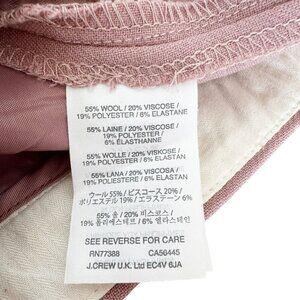 55% WOOL / 20% VISCOSE /
19% POLYESTER / 6% ELASTANE
55% LAINE / 20% VISCOSE /
19% POLYESTER /
6% ÉLASTHANNE
55% WOLLE / 20% VISKOSE /
19% POLYESTER / 6% ELASTAN
55% LANA / 20% VISCOSA /
19% POLIESTERE / 6% ELASTAN
ウール 55% / ビスコース 20% /
ポリエステル 19% / エラステーン 6%
55% 울 / 20% 비스코스 /
19% 폴리에스테르 / 6% 엘라스테인
SEE REVERSE FOR CARE
RN77388 CA56445
J.CREW U.K. Ltd EC4V 6JA